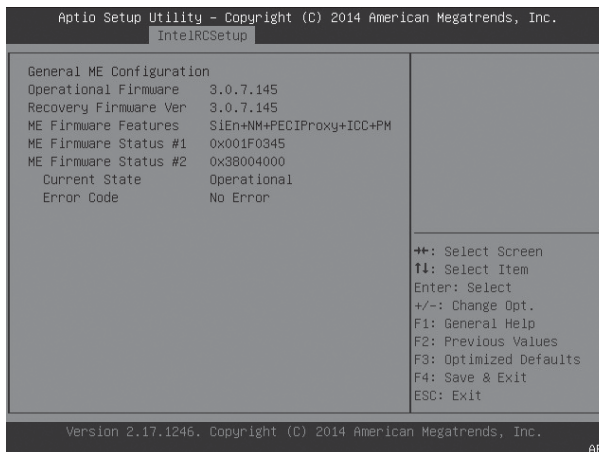 Aptio Setup Utility – Copyright (C) 2014 American Megatrends, Inc.
IntelRCSetup
General ME Configuration
Operational Firmware 3.0.7.145
Recovery Firmware Ver 3.0.7.145
ME Firmware Features SiEn+NM+PECIProxy+ICC+PM
ME Firmware Status #1 0x001F0345
ME Firmware Status #2 0x38004000
Current State Operational
Error Code No Error
→←: Select Screen
↑↓: Select Item
Enter: Select
+/-: Change Opt.
F1: General Help
F2: Previous Values
F3: Optimized Defaults
F4: Save & Exit
ESC: Exit
Version 2.17.1246. Copyright (C) 2014 American Megatrends, Inc.